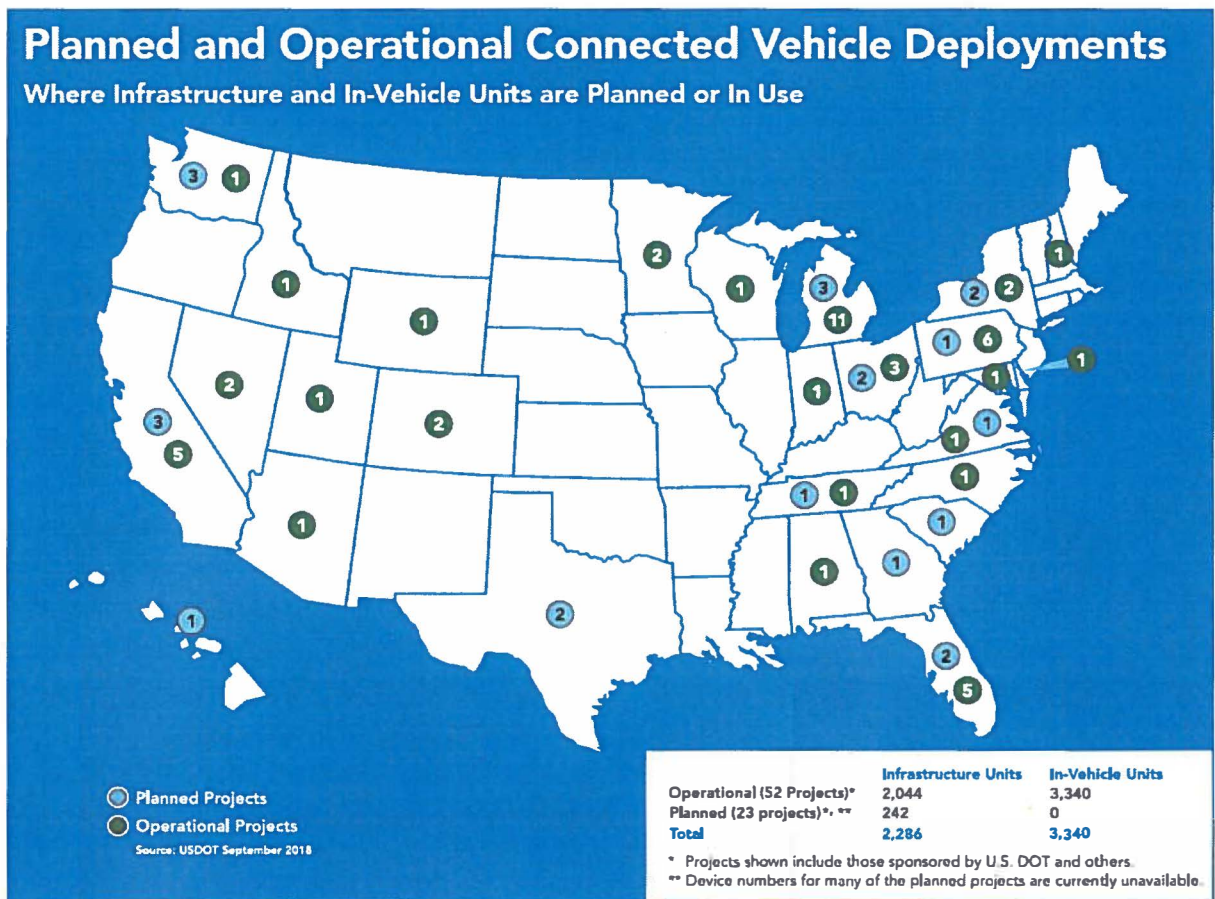 Planned and Operational Connected Vehicle Deployments
Where Infrastructure and In-Vehicle Units are Planned or In Use
3 1
1
1
2
1
3
11
2 2
1
1 6
1
1
2 3
1
1
1
2
1
2
3
5
1
1 1
1
1
1
1
1
2
1
2
5
Planned Projects
Operational Projects
Source: USDOT September 2018
Infrastructure Units In-Vehicle Units
Operational (52 Projects)* 2,044 3,340
Planned (23 projects)*, ** 242 0
Total 2,286 3,340
* Projects shown include those sponsored by U.S. DOT and others
** Device numbers for many of the planned projects are currently unavailable.